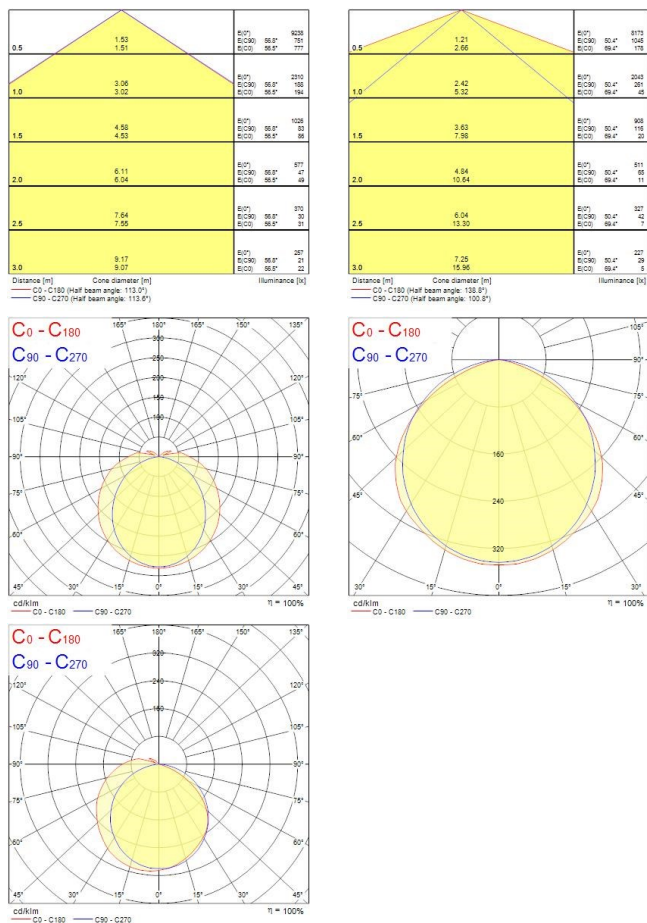 0.5
1.53
1.51
E(0°) 9238
E(C90) 56.8° 751
E(C0) 56.5° 777
1.0
3.06
3.02
E(0°) 2310
E(C90) 56.8° 188
E(C0) 56.5° 194
1.5
4.58
4.53
E(0°) 1026
E(C90) 56.8° 83
E(C0) 56.5° 86
2.0
6.11
6.04
E(0°) 577
E(C90) 56.8° 47
E(C0) 56.5° 49
2.5
7.64
7.55
E(0°) 370
E(C90) 56.8° 30
E(C0) 56.5° 31
3.0
9.17
9.07
E(0°) 257
E(C90) 56.8° 21
E(C0) 56.5° 22
Distance [m] Cone diameter [m] Illuminance [lx]
C0 - C180 (Half beam angle: 113.0°)
C90 - C270 (Half beam angle: 113.6°)
0.5
1.21
2.66
E(0°) 8173
E(C90) 50.4° 1045
E(C0) 69.4° 178
1.0
2.42
5.32
E(0°) 2043
E(C90) 50.4° 261
E(C0) 69.4° 45
1.5
3.63
7.98
E(0°) 908
E(C90) 50.4° 116
E(C0) 69.4° 20
2.0
4.84
10.64
E(0°) 511
E(C90) 50.4° 65
E(C0) 69.4° 11
2.5
6.04
13.30
E(0°) 327
E(C90) 50.4° 42
E(C0) 69.4° 7
3.0
7.25
15.96
E(0°) 227
E(C90) 50.4° 29
E(C0) 69.4° 5
Distance [m] Cone diameter [m] Illuminance [lx]
C0 - C180 (Half beam angle: 138.8°)
C90 - C270 (Half beam angle: 100.8°)
C0 - C180
C90 - C270
165° 180° 165° 135°
300
250
200
150
100
120° 120°
105° 105°
90° 90°
75° 75°
60° 60°
45° 30° 15° 0° 15° 30° 45°
cd/klm η = 100%
C0 - C180 C90 - C270
C0 - C180
C90 - C270
105°
90°
75° 75°
60° 60°
45° 45°
160
240
320
30° 15° 0° 15° 30°
cd/klm η = 100%
C0 - C180 C90 - C270
C0 - C180
C90 - C270
165° 180° 165° 135°
320
240
160
120° 120°
105° 105°
90° 90°
75° 75°
60° 60°
45° 30° 15° 0° 15° 30° 45°
cd/klm η = 100%
C0 - C180 C90 - C270